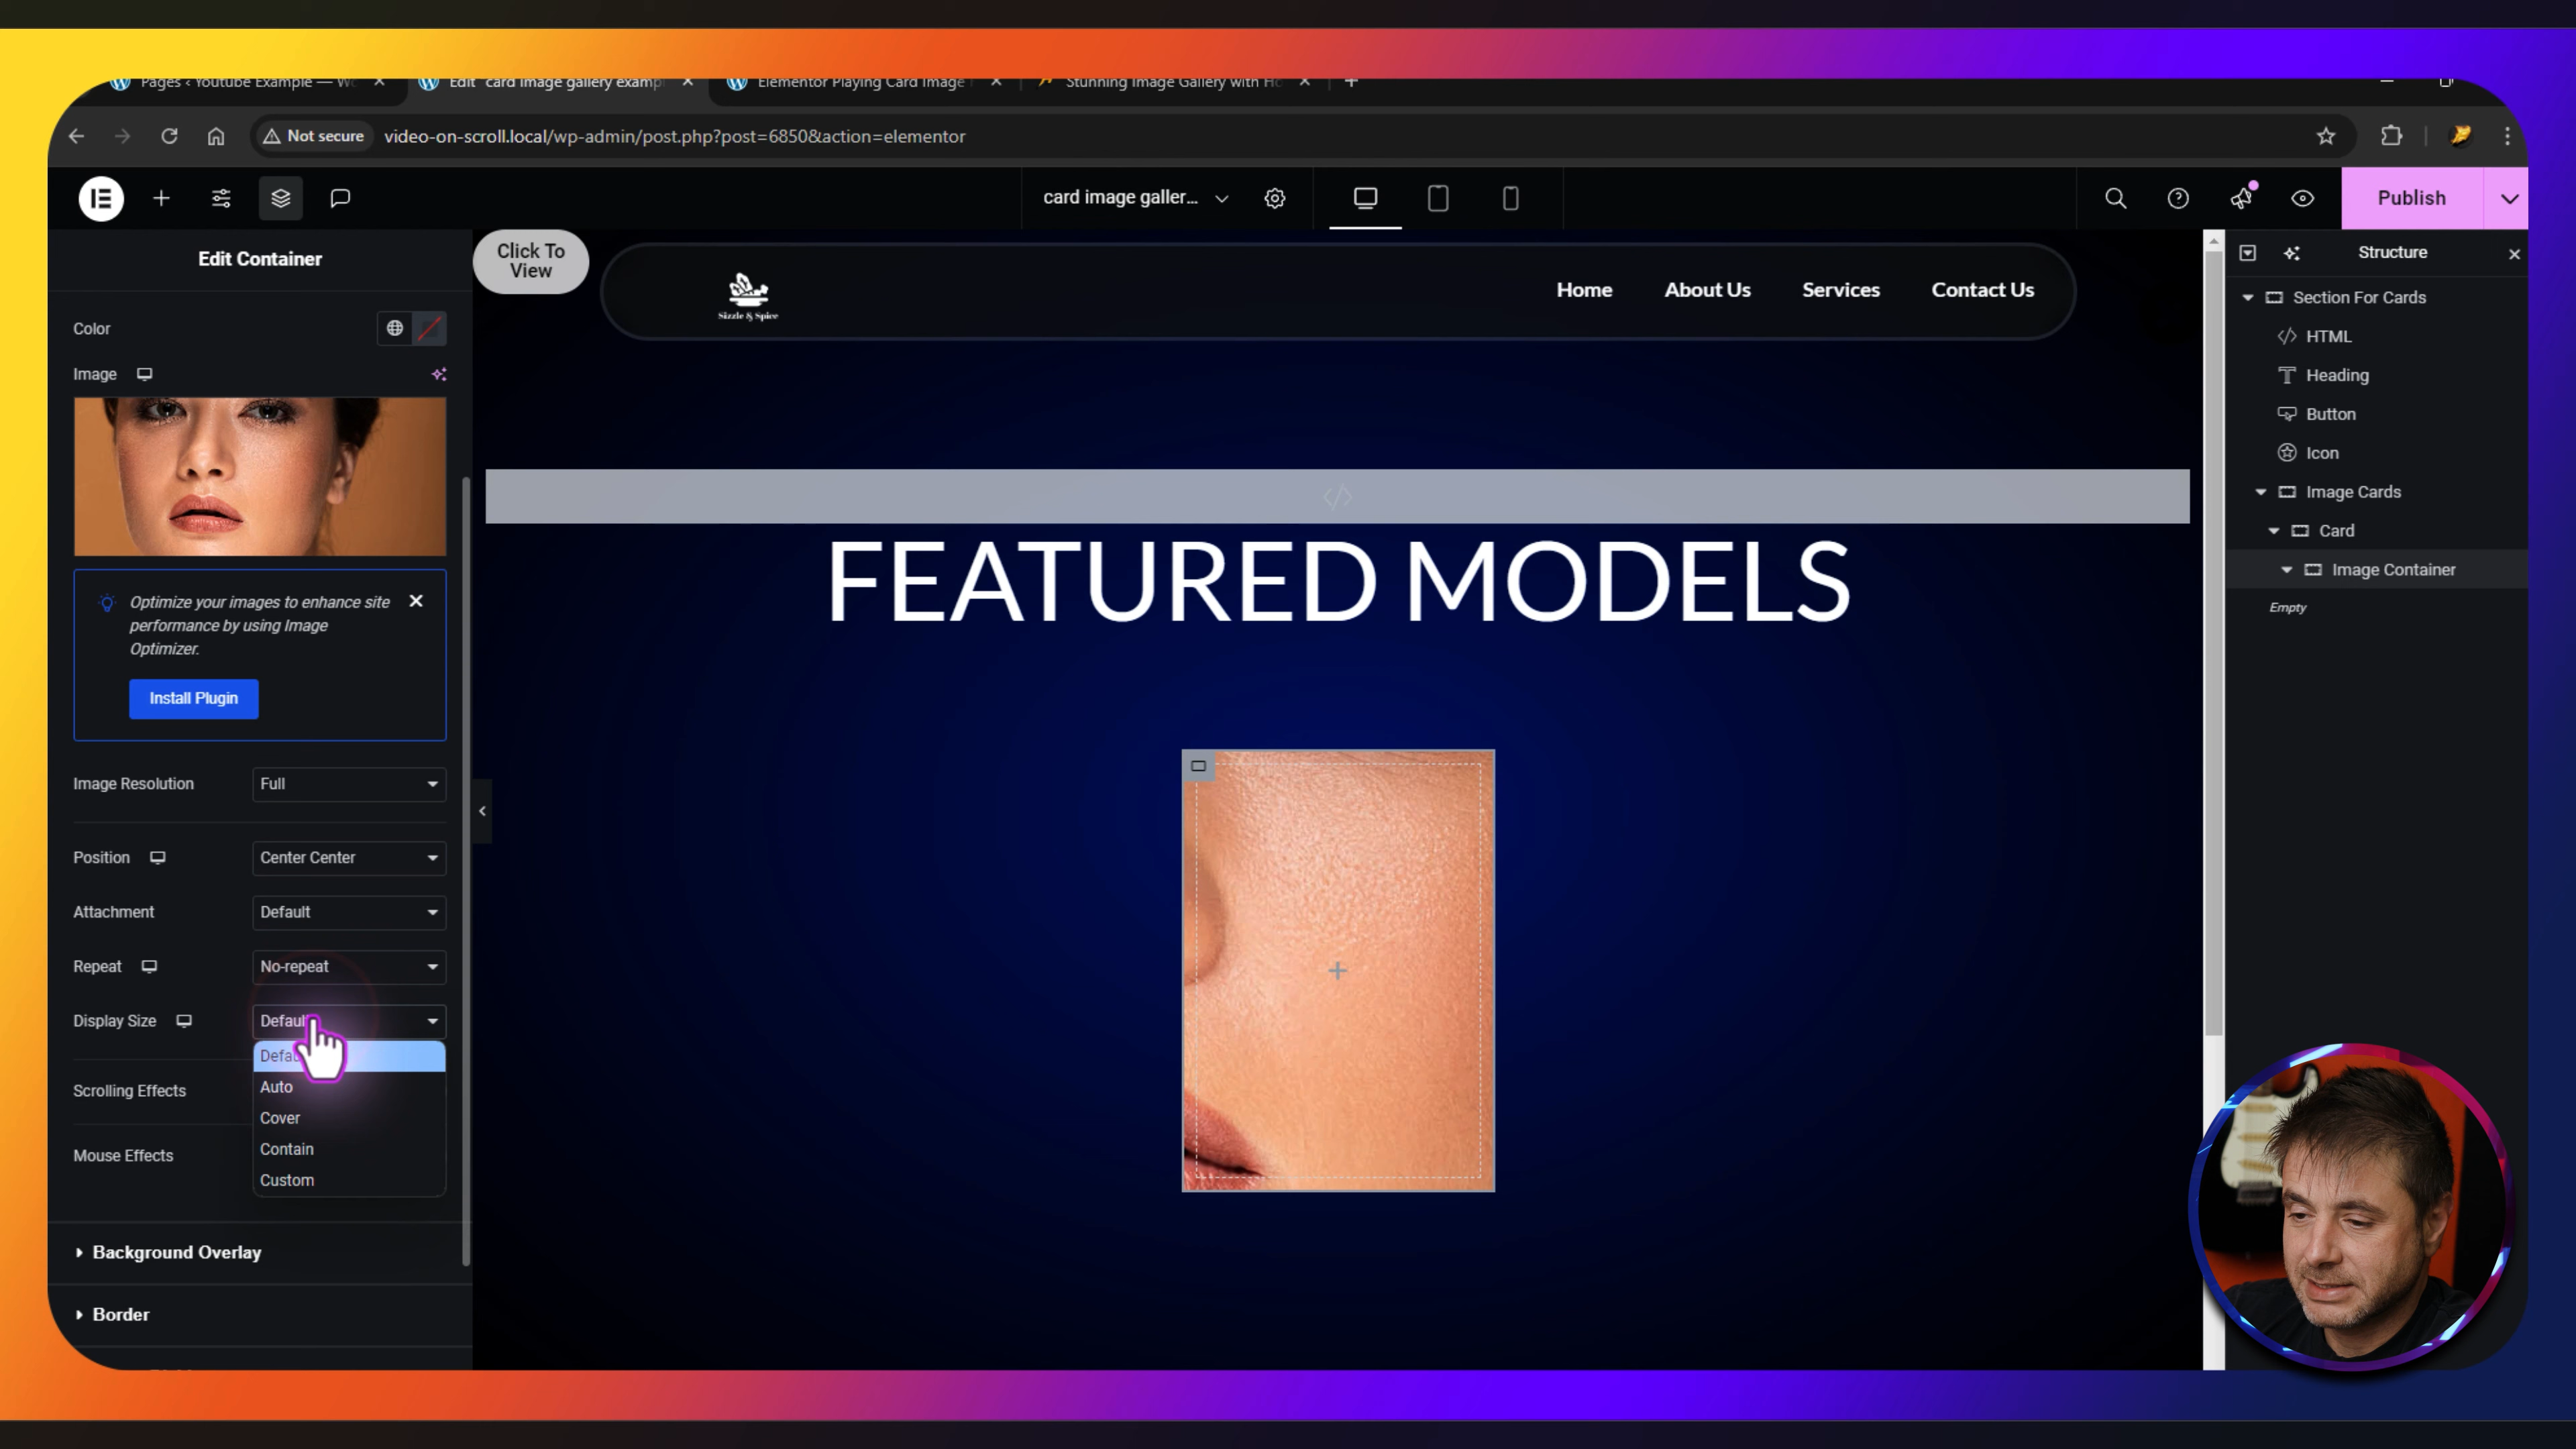 Pages ‹ Youtube Example — Wo
Edit "card image gallery examp
Elementor Playing Card Image
Stunning Image Gallery with Ho
Not secure
video-on-scroll.local/wp-admin/post.php?post=6850&action=elementor
card image galler...
Publish
Edit Container
Color
Image
Optimize your images to enhance site
performance by using Image
Optimizer.
Install Plugin
Image Resolution
Full
Position
Center Center
Attachment
Default
Repeat
No-repeat
Display Size
Default
Auto
Cover
Contain
Custom
Scrolling Effects
Mouse Effects
Background Overlay
Border
Click To
View
Sizzle & Spice
Home
About Us
Services
Contact Us
FEATURED MODELS
Structure
Section For Cards
HTML
Heading
Button
Icon
Image Cards
Card
Image Container
Empty